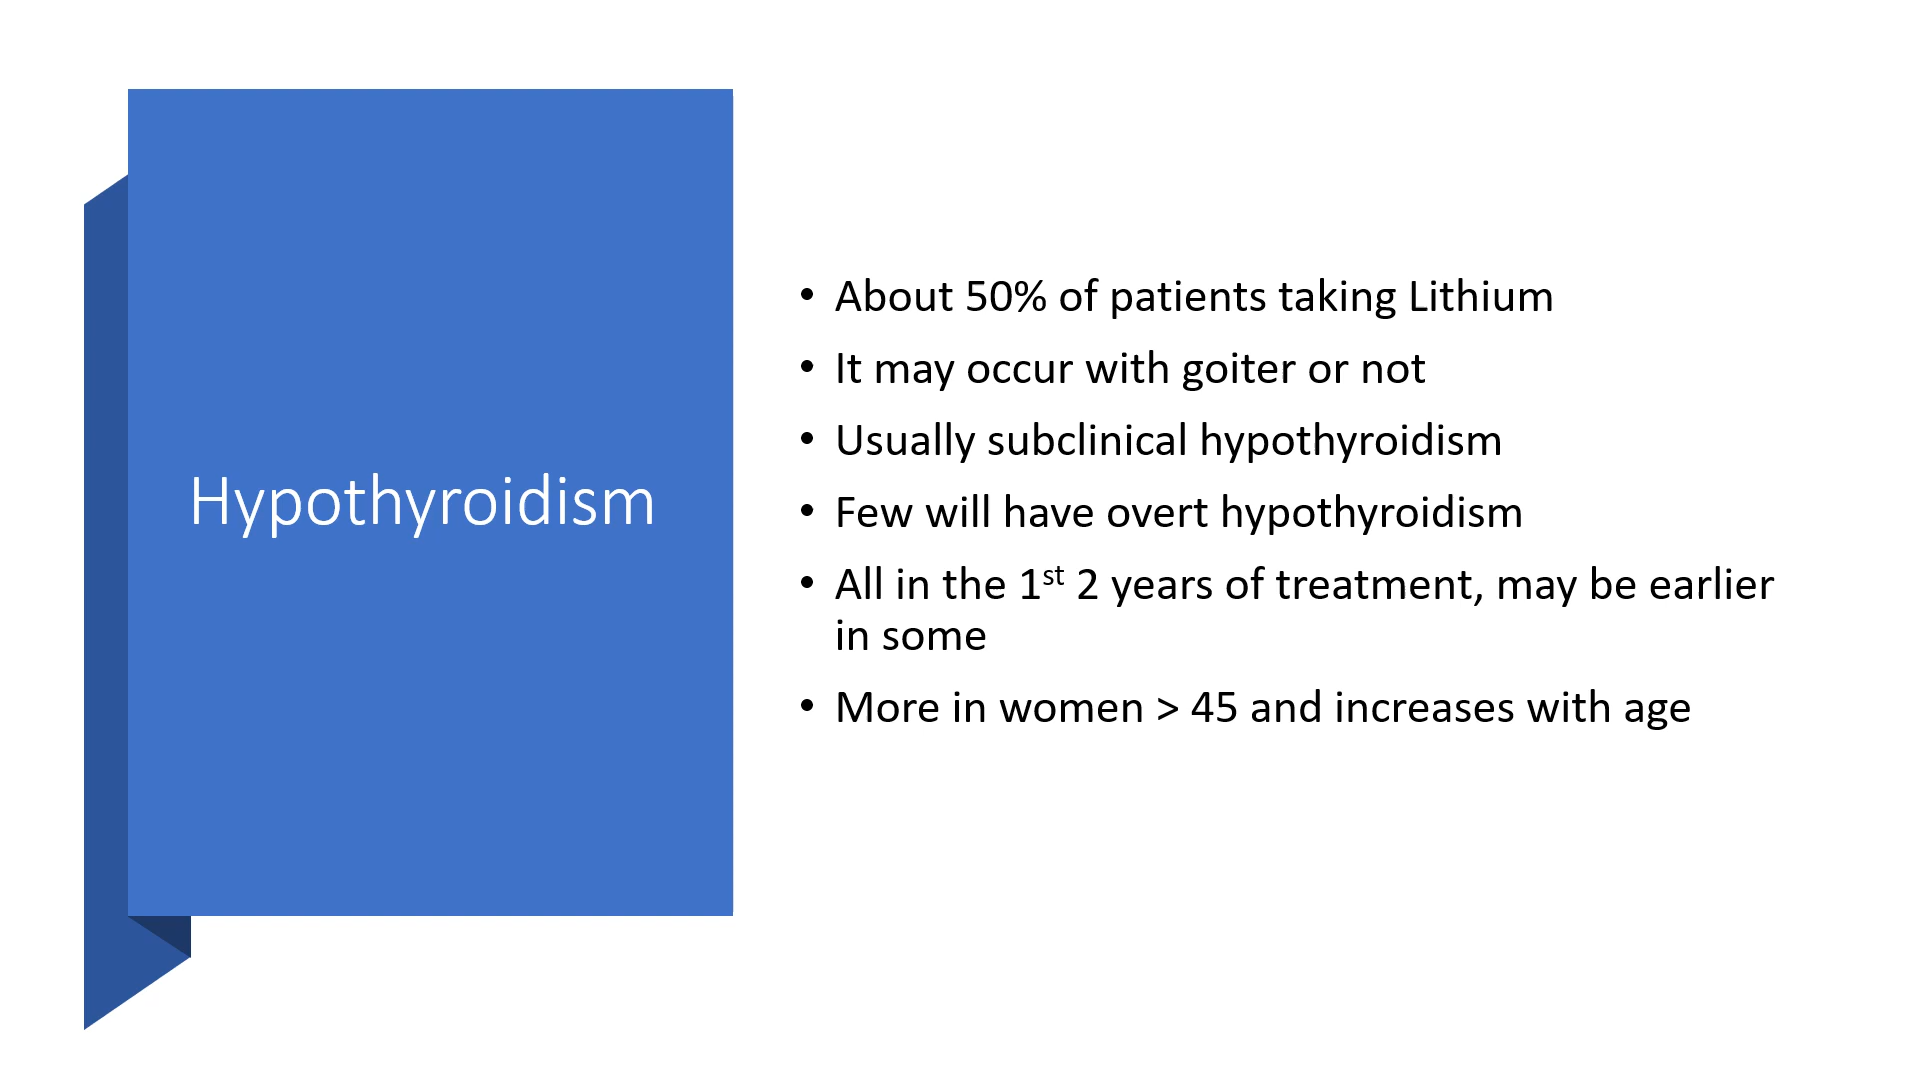 Hypothyroidism
• About 50% of patients taking Lithium
• It may occur with goiter or not
• Usually subclinical hypothyroidism
• Few will have overt hypothyroidism
• All in the 1st 2 years of treatment, may be earlier
in some
• More in women > 45 and increases with age